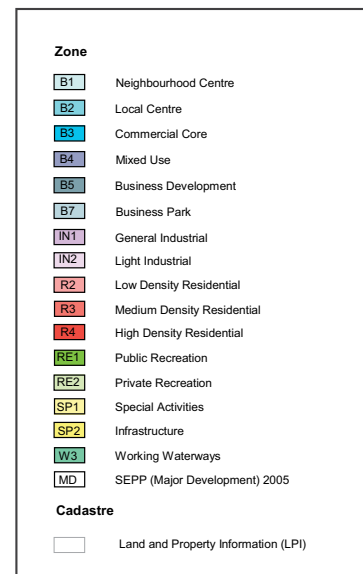 Zone
B1 Neighbourhood Centre
B2 Local Centre
B3 Commercial Core
B4 Mixed Use
B5 Business Development
B7 Business Park
IN1 General Industrial
IN2 Light Industrial
R2 Low Density Residential
R3 Medium Density Residential
R4 High Density Residential
RE1 Public Recreation
RE2 Private Recreation
SP1 Special Activities
SP2 Infrastructure
W3 Working Waterways
MD SEPP (Major Development) 2005
Cadastre
Land and Property Information (LPI)